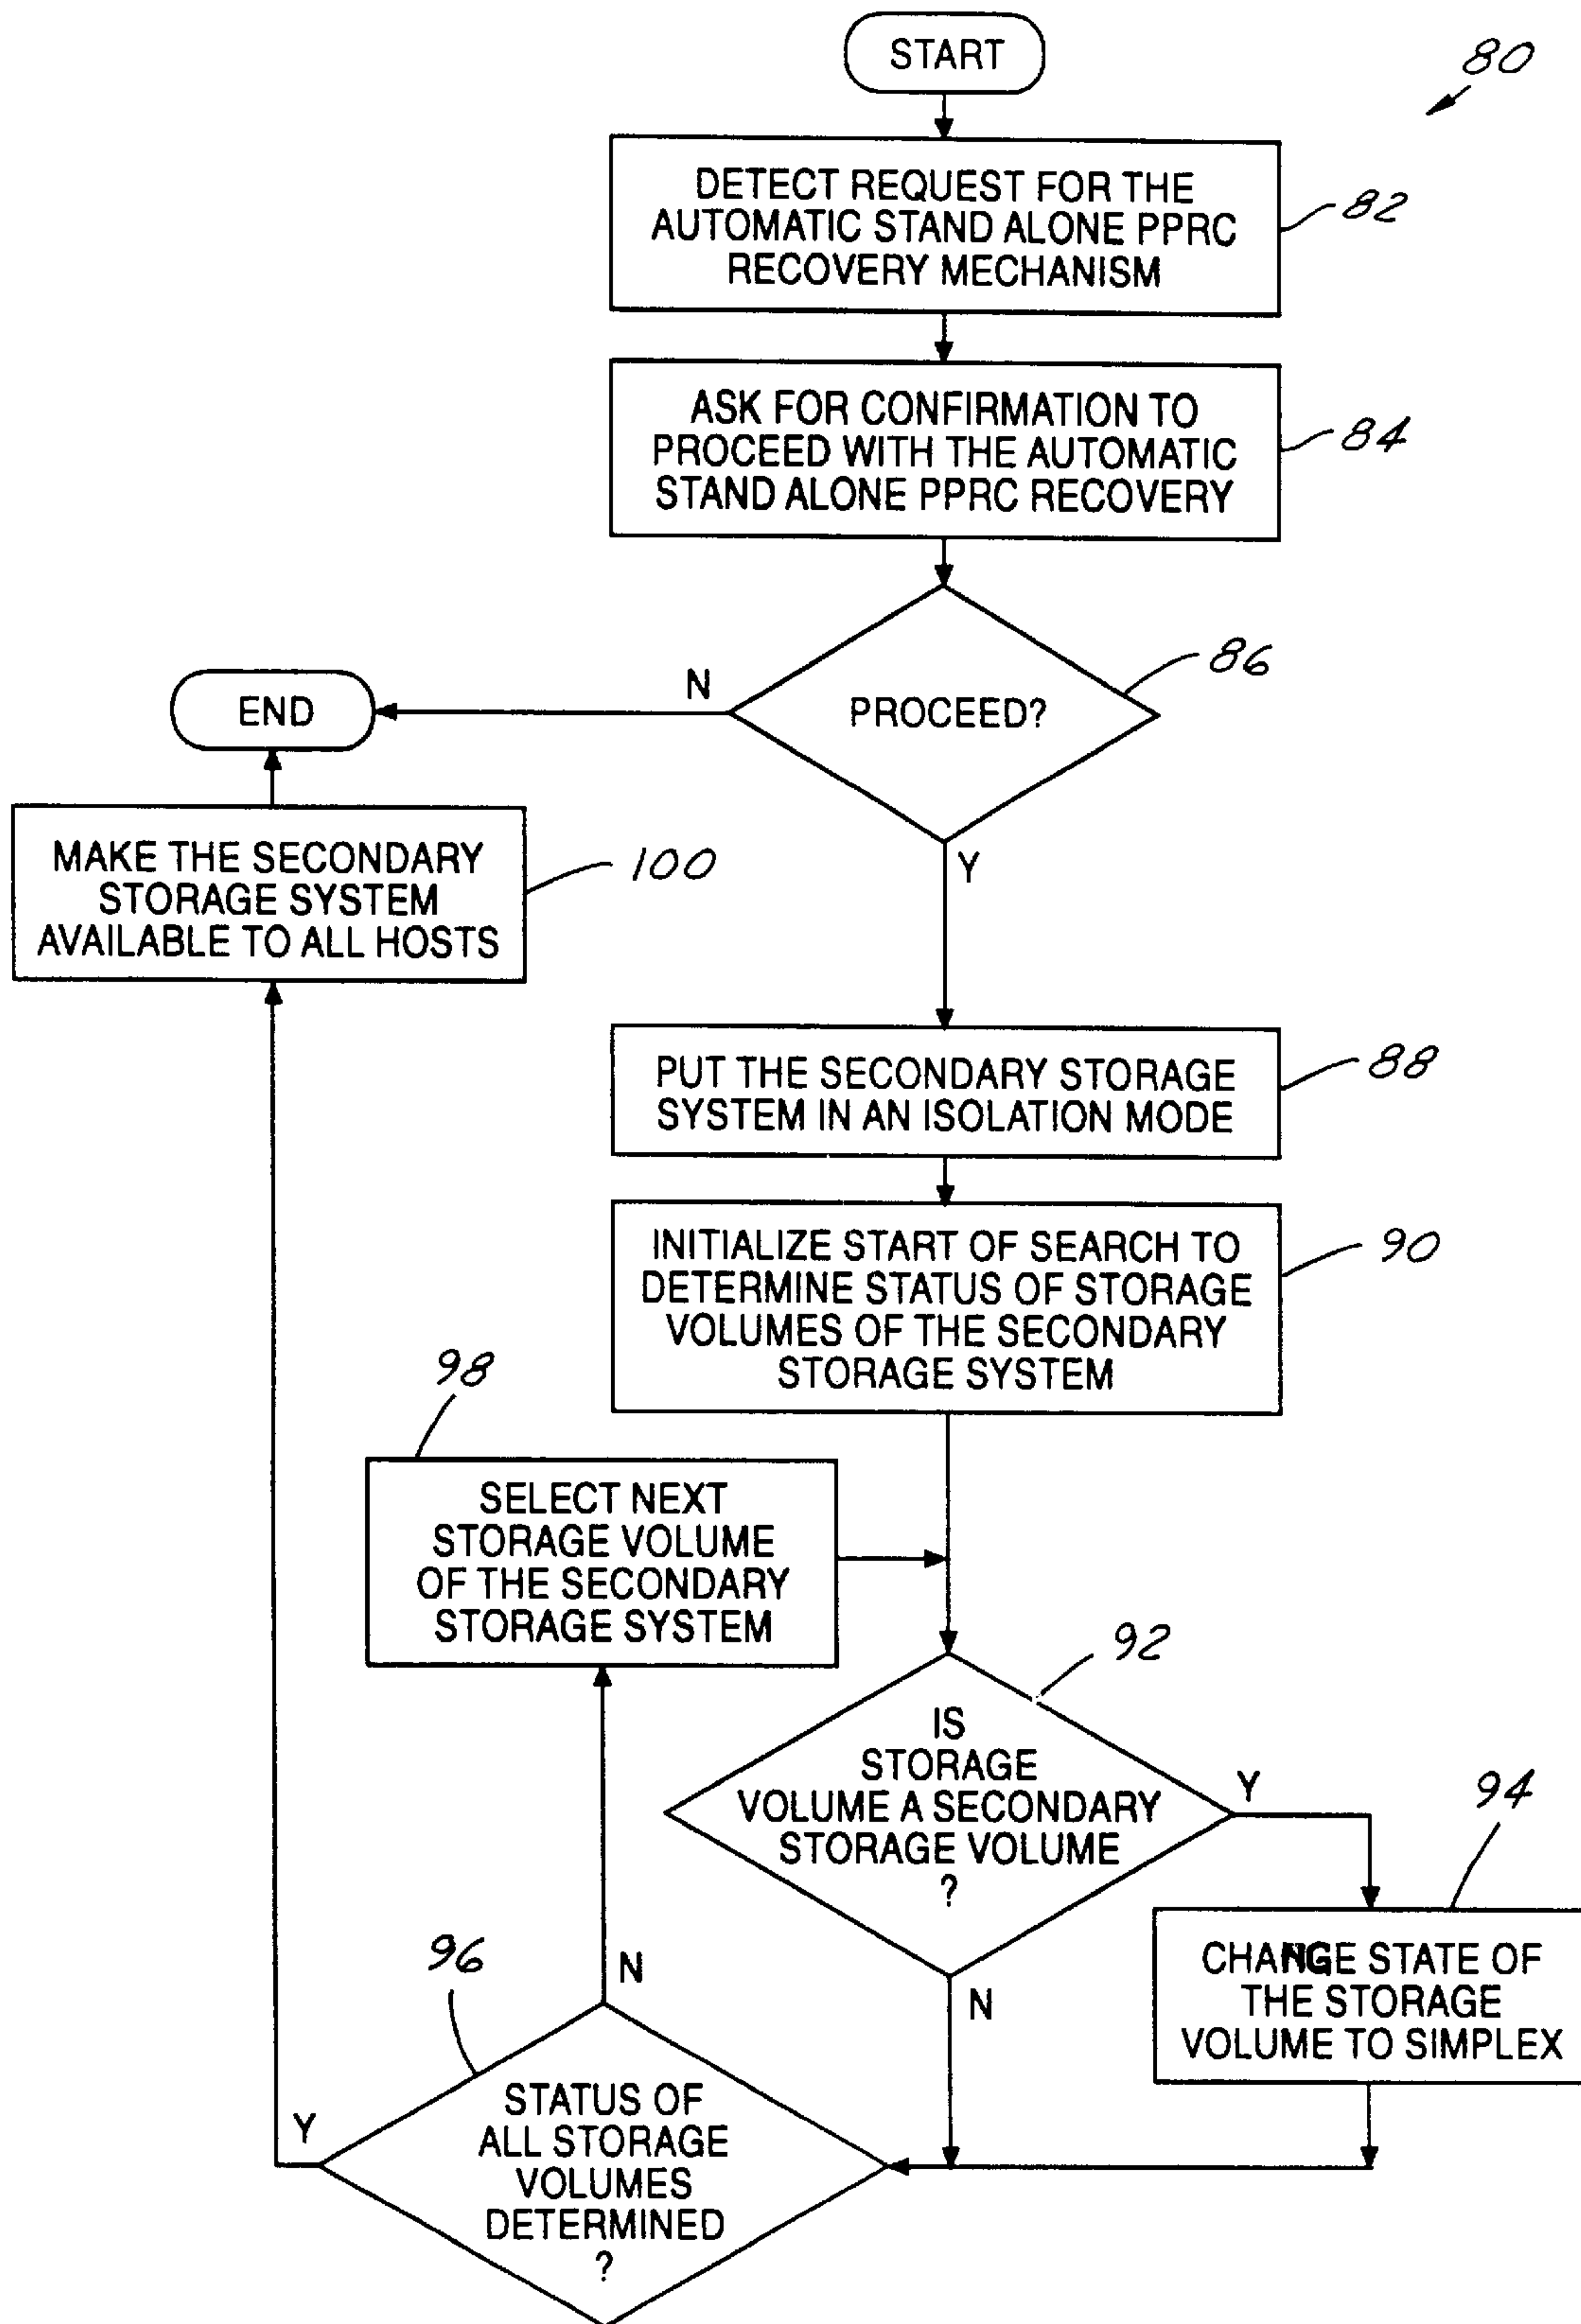 START
80
DETECT REQUEST FOR THE
AUTOMATIC STAND ALONE PPRC
RECOVERY MECHANISM
82
ASK FOR CONFIRMATION TO
PROCEED WITH THE AUTOMATIC
STAND ALONE PPRC RECOVERY
84
PROCEED?
86
N
END
Y
MAKE THE SECONDARY
STORAGE SYSTEM
AVAILABLE TO ALL HOSTS
100
PUT THE SECONDARY STORAGE
SYSTEM IN AN ISOLATION MODE
88
INITIALIZE START OF SEARCH TO
DETERMINE STATUS OF STORAGE
VOLUMES OF THE SECONDARY
STORAGE SYSTEM
90
98
SELECT NEXT
STORAGE VOLUME
OF THE SECONDARY
STORAGE SYSTEM
92
IS
STORAGE
VOLUME A SECONDARY
STORAGE VOLUME
?
Y
94
CHANGE STATE OF
THE STORAGE
VOLUME TO SIMPLEX
N
96
N
STATUS OF
ALL STORAGE
VOLUMES
DETERMINED
?
Y